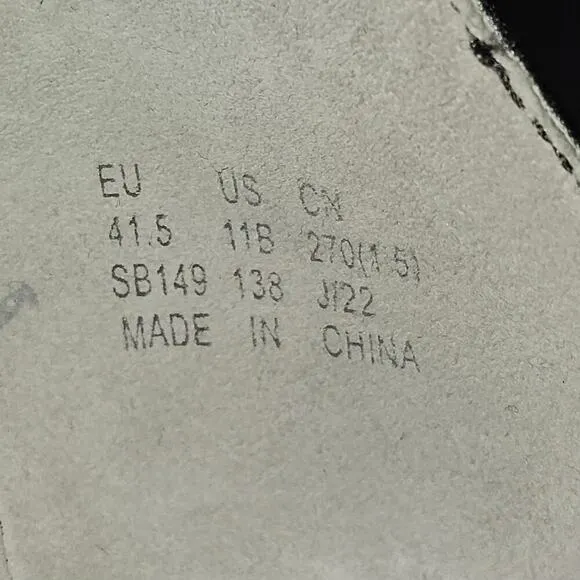 EU US CN
41.5 11B 270(1.5)
SB149 138 J/22
MADE IN CHINA